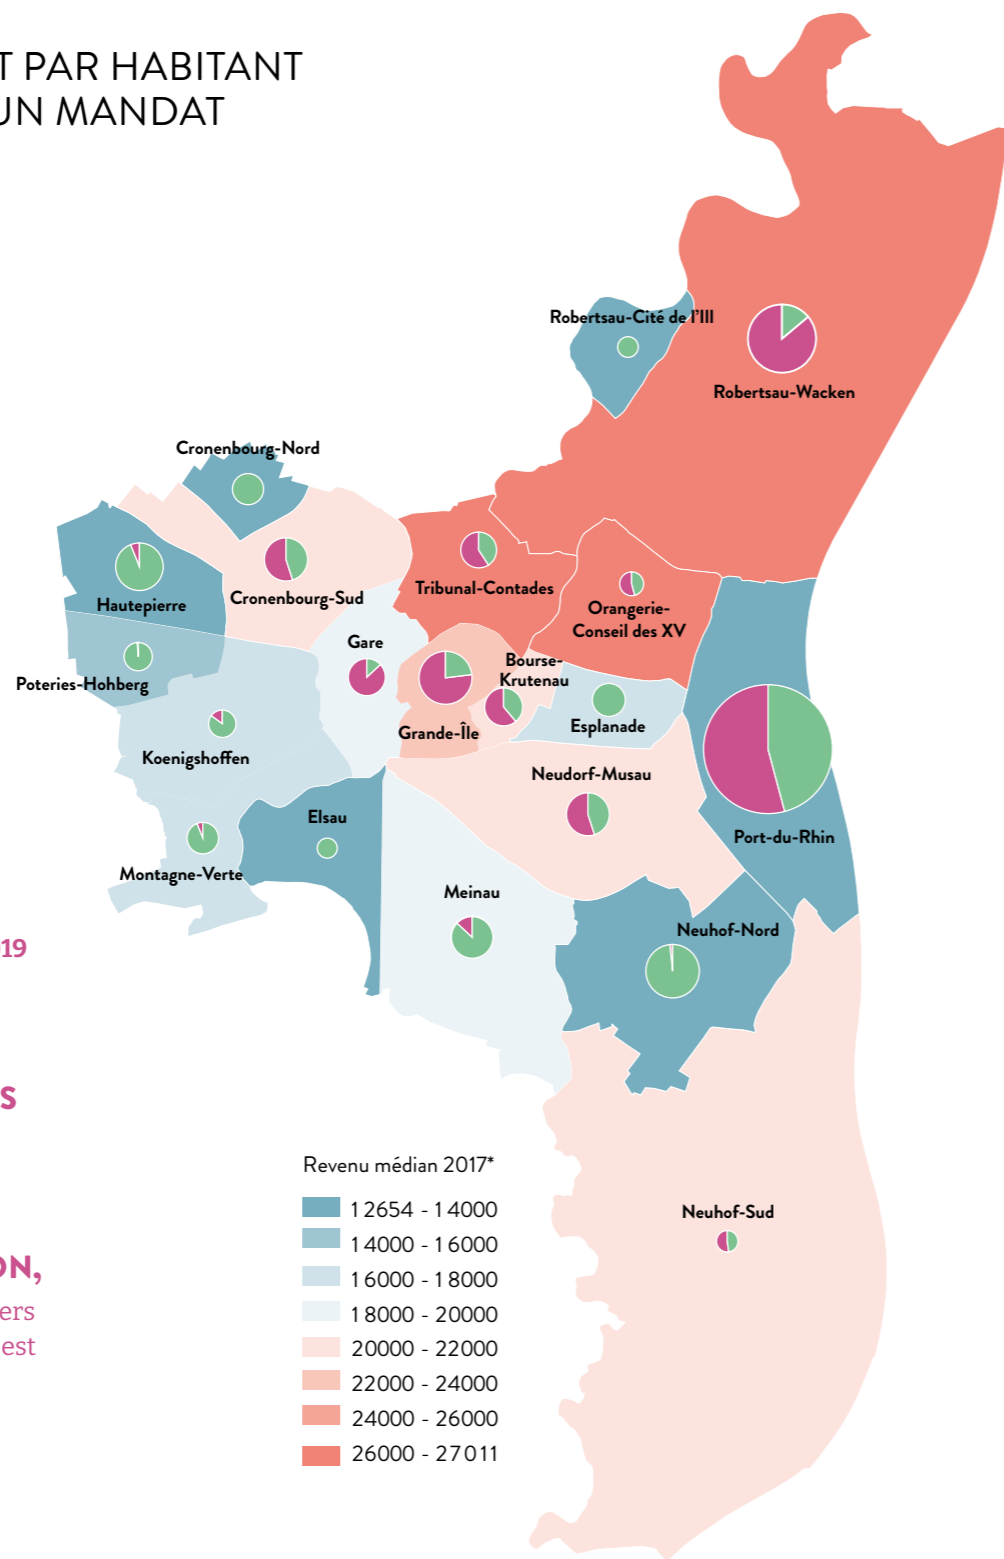 T PAR HABITANT
UN MANDAT
Robertsau-Cité de l'Ill
Robertsau-Wacken
Cronenbourg-Nord
Hautepierre
Cronenbourg-Sud
Tribunal-Contades
Orangerie-
Conseil des XV
Gare
Bourse-
Krutenau
Poteries-Hohberg
Grande-Île
Esplanade
Koenigshoffen
Neudorf-Musau
Elsau
Port-du-Rhin
Montagne-Verte
Meinau
Neuhof-Nord
19
S
Revenu médian 2017*
12654 - 14000
14000 - 16000
16000 - 18000
18000 - 20000
20000 - 22000
22000 - 24000
24000 - 26000
26000 - 27011
Neuhof-Sud
ON,
ers
est